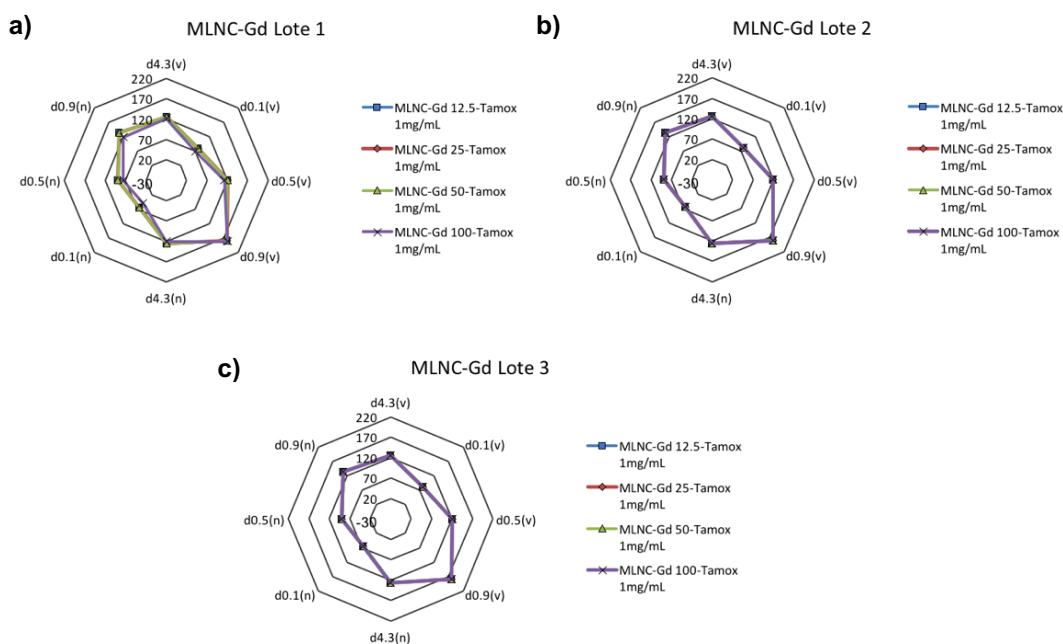 a)
MLNC-Gd Lote 1
d4.3(v)
220
170
120
70
20
-30
d0.1(v)
d0.5(v)
d0.9(v)
d4.3(n)
d0.1(n)
d0.5(n)
d0.9(n)
MLNC-Gd 12.5-Tamox
1mg/mL
MLNC-Gd 25-Tamox
1mg/mL
MLNC-Gd 50-Tamox
1mg/mL
MLNC-Gd 100-Tamox
1mg/mL
b)
MLNC-Gd Lote 2
d4.3(v)
220
170
120
70
20
-30
d0.1(v)
d0.5(v)
d0.9(v)
d4.3(n)
d0.1(n)
d0.5(n)
d0.9(n)
MLNC-Gd 12.5-Tamox
1mg/mL
MLNC-Gd 25-Tamox
1mg/mL
MLNC-Gd 50-Tamox
1mg/mL
MLNC-Gd 100-Tamox
1mg/mL
c)
MLNC-Gd Lote 3
d4.3(v)
220
170
120
70
20
-30
d0.1(v)
d0.5(v)
d0.9(v)
d4.3(n)
d0.1(n)
d0.5(n)
d0.9(n)
MLNC-Gd 12.5-Tamox
1mg/mL
MLNC-Gd 25-Tamox
1mg/mL
MLNC-Gd 50-Tamox
1mg/mL
MLNC-Gd 100-Tamox
1mg/mL